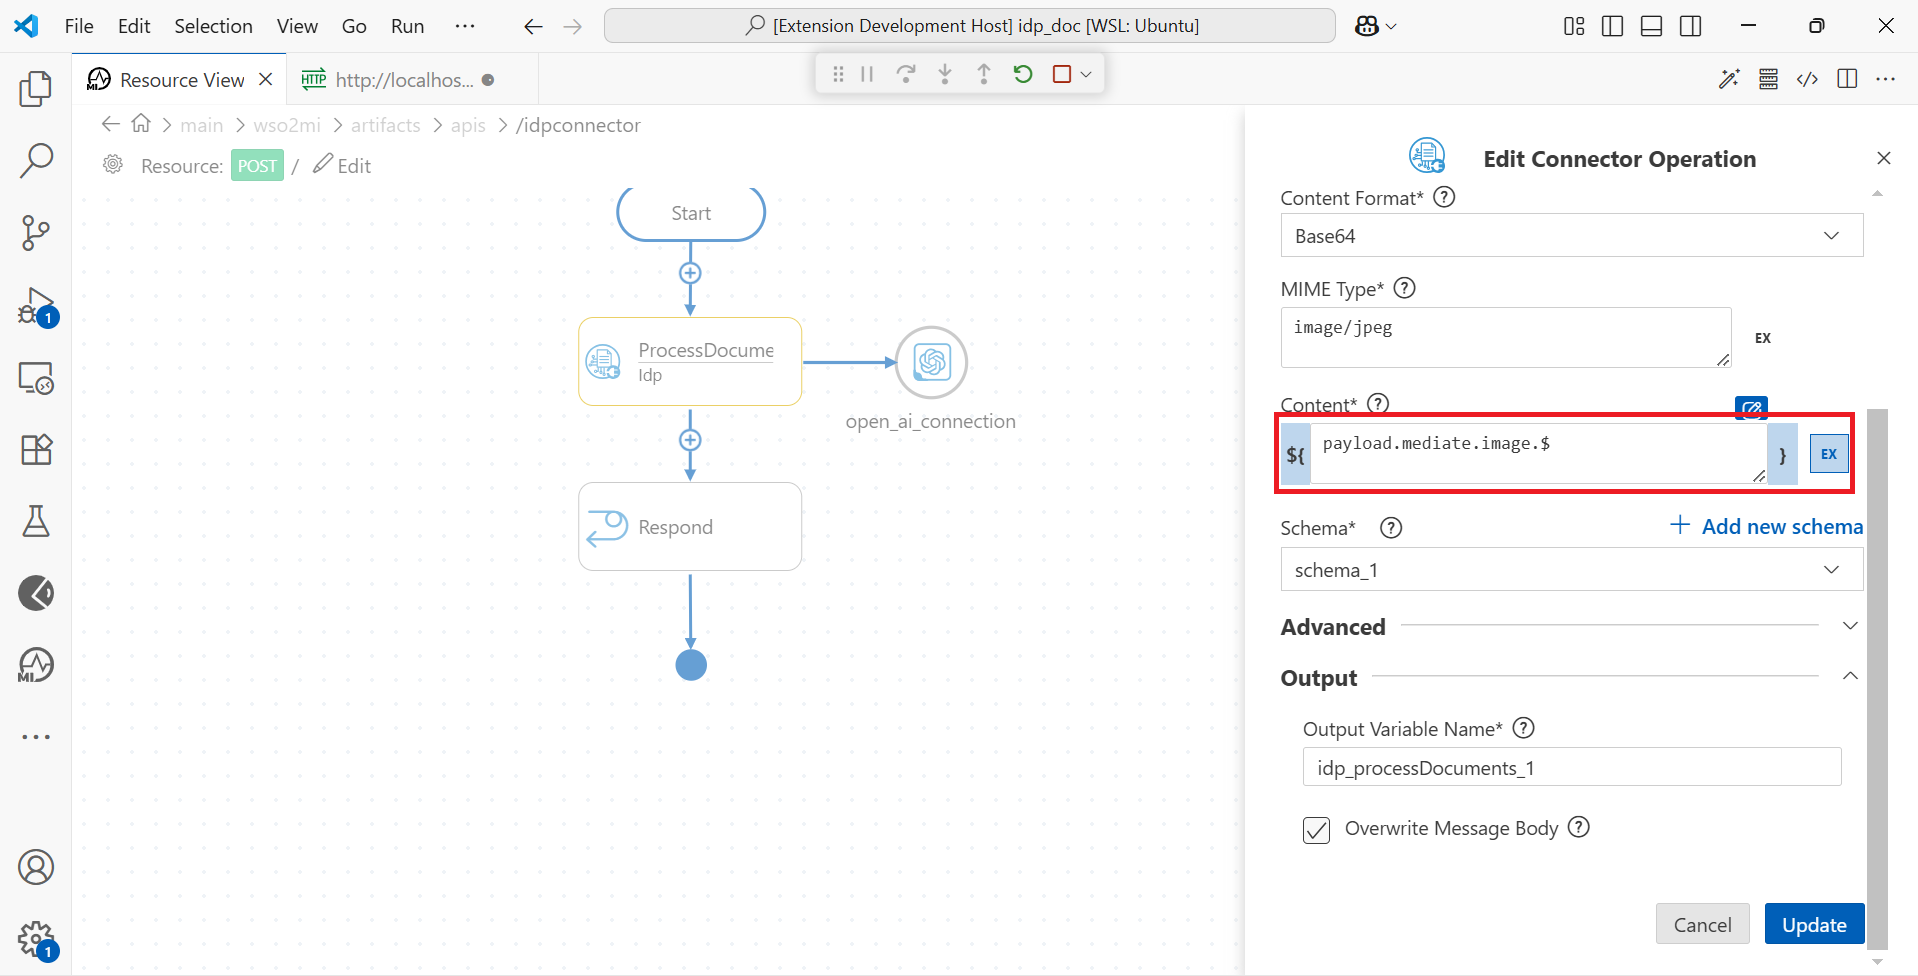 File Edit Selection View Go Run ···
[Extension Development Host] idp_doc [WSL: Ubuntu]
MI Resource View
HTTP http://localhos...
main > wso2mi > artifacts > apis > /idpconnector
Resource: POST / Edit
Start
ProcessDocume
Idp
open_ai_connection
Respond
1
MI
1
Edit Connector Operation
Content Format* ?
Base64
MIME Type* ?
image/jpeg
EX
Content* ?
${ payload.mediate.image.$ } EX
Schema* ? + Add new schema
schema_1
Advanced
Output
Output Variable Name* ?
idp_processDocuments_1
Overwrite Message Body ?
Cancel Update